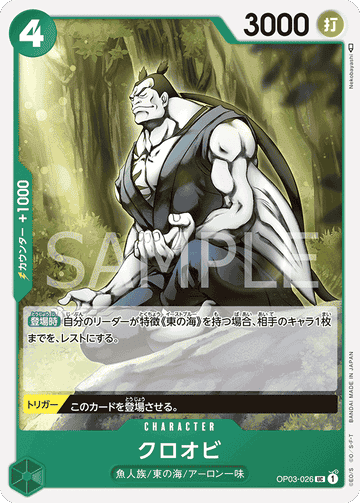 4
3000
打
Nekobayashi
カウンター +1000
SAMPLE
登場時 自分のリーダーが特徴《東の海》を持つ場合、相手のキャラ1枚
までを、レストにする。
トリガー このカードを登場させる。
CHARACTER
クロオビ
魚人族/東の海/アーロン一味
OP03-026 UC 1
©E/S ©O/S・F・T BANDAI MADE IN JAPAN